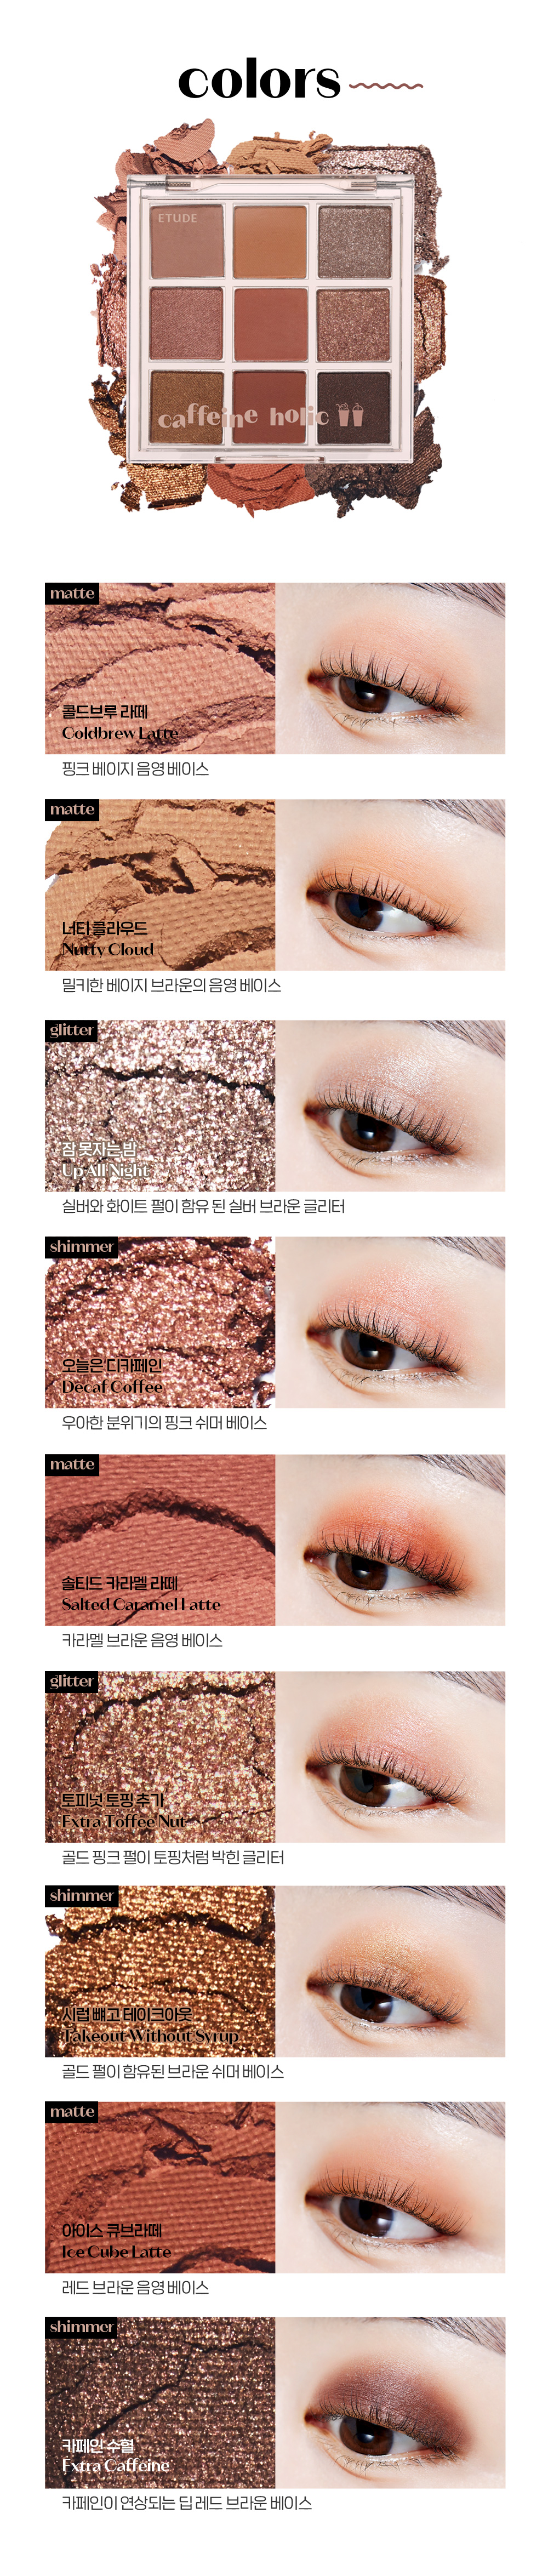 colors
ETUDE
caffeine holic
matte
콜드브루 라떼
Coldbrew Latte
핑크 베이지 음영 베이스
matte
너티 클라우드
Nutty Cloud
밀키한 베이지 브라운의 음영 베이스
glitter
잠 못자는 밤
Up All Night
실버와 화이트 펄이 함유 된 실버 브라운 글리터
shimmer
오늘은 디카페인
Decaf Coffee
우아한 분위기의 핑크 쉬머 베이스
matte
솔티드 카라멜 라떼
Salted Caramel Latte
카라멜 브라운 음영 베이스
glitter
토피넛 토핑 추가
Extra Toffee Nut
골드 핑크 펄이 토핑처럼 박힌 글리터
shimmer
시럽 빼고 테이크아웃
Takeout Without Syrup
골드 펄이 함유된 브라운 쉬머 베이스
matte
아이스 큐브라떼
Ice Cube Latte
레드 브라운 음영 베이스
shimmer
카페인 수혈
Extra Caffeine
카페인이 연상되는 딥 레드 브라운 베이스